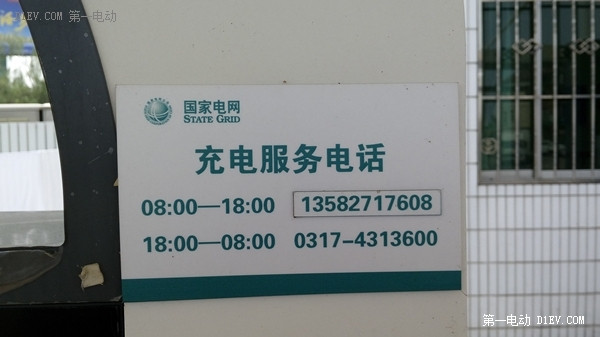 D1EV.COM 第一电动
国家电网
STATE GRID
充电服务电话
08:00—18:00 13582717608
18:00—08:00 0317-4313600
第一电动 D1EV.COM